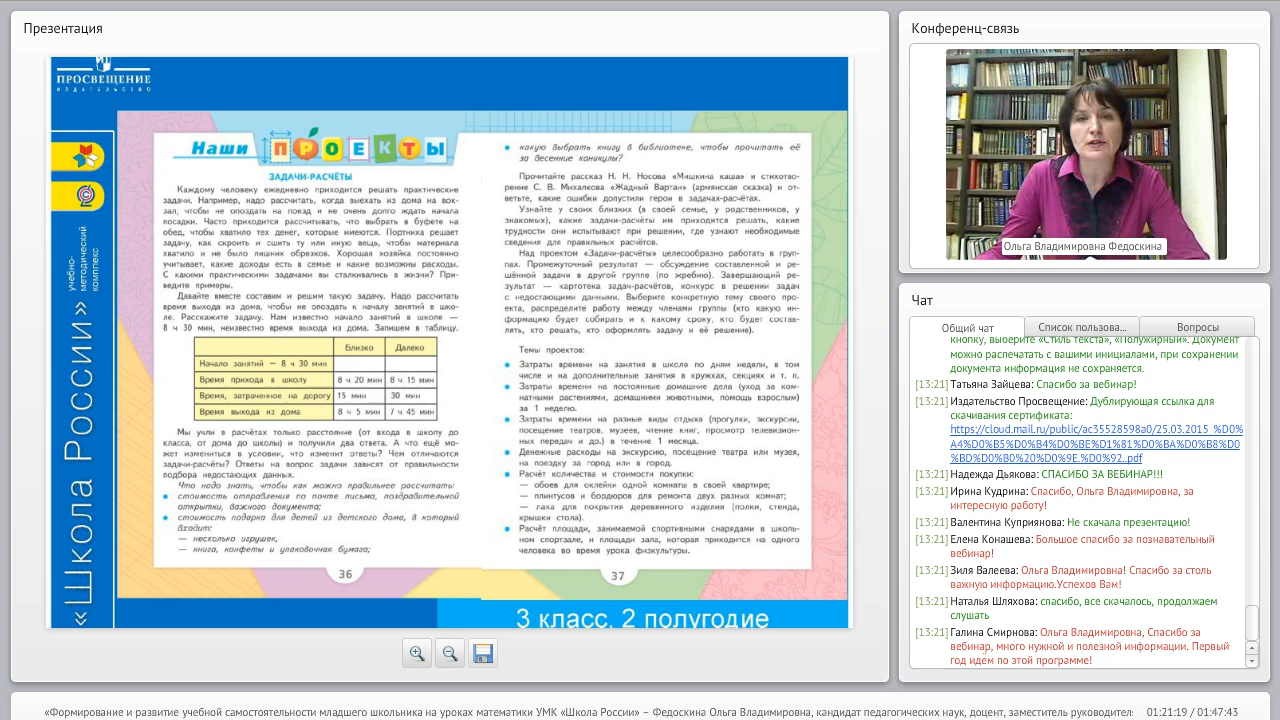 Презентация
ПРОСВЕЩЕНИЕ
ИЗДАТЕЛЬСТВО
учебно-
методический
комплекс
«Школа России»
Наши ПРОЕКТЫ
ЗАДАЧИ-РАСЧЁТЫ
Каждому человеку ежедневно приходится решать практические
задачи. Например, надо рассчитать, когда выехать из дома на вок-
зал, чтобы не опоздать на поезд и не очень долго ждать начала
посадки. Часто приходится рассчитывать, что выбрать в буфете на
обед, чтобы хватило тех денег, которые имеются. Портниха решает
задачу, как скроить и сшить ту или иную вещь, чтобы материала
хватило и не было лишних обрезков. Хорошая хозяйка постоянно
учитывает, какие доходы есть в семье и какие возможны расходы.
С какими практическими задачами вы сталкивались в жизни? При-
ведите примеры.
Давайте вместе составим и решим такую задачу. Надо рассчитать
время выхода из дома, чтобы не опоздать к началу занятий в шко-
ле. Расскажите задачу. Нам известно начало занятий в школе —
8 ч 30 мин, неизвестно время выхода из дома. Запишем в таблицу.
Близко Далеко
Начало занятий — 8 ч 30 мин
Время прихода в школу 8 ч 20 мин 8 ч 15 мин
Время, затраченное на дорогу 15 мин 30 мин
Время выхода из дома 8 ч 5 мин 7 ч 45 мин
Мы учли в расчётах только расстояние (от входа в школу до
класса, от дома до школы) и получили два ответа. А что ещё мо-
жет измениться в условии, что изменит ответы? Чем отличаются
задачи-расчёты? Ответы на вопрос задачи зависят от правильности
подбора недостающих данных.
Что надо знать, чтобы как можно правильнее рассчитать:
• стоимость отправления по почте письма, поздравительной
открытки, важного документа;
• стоимость подарка для детей из детского дома, в который
входит:
— несколько игрушек,
— книга, конфеты и упаковочная бумага;
36
• какую выбрать книгу в библиотеке, чтобы прочитать её
за весенние каникулы?
Прочитайте рассказ Н. Н. Носова «Мишкина каша» и стихотво-
рение С. В. Михалкова «Жадный Вартан» (армянская сказка) и от-
ветьте, какие ошибки допустили герои в задачах-расчётах.
Узнайте у своих близких (в своей семье, у родственников, у
знакомых), какие задачи-расчёты им приходится решать, какие
трудности они испытывают при решении, где узнают необходимые
сведения для правильных расчётов.
Над проектом «Задачи-расчёты» целесообразно работать в груп-
пах. Промежуточный результат — обсуждение составленной и ре-
шённой задачи в другой группе (по жребию). Завершающий ре-
зультат — картотека задач-расчётов, конкурс в решении задач
с недостающими данными. Выберите конкретную тему своего про-
екта, распределите работу между членами группы (кто какую ин-
формацию будет собирать и к какому сроку, кто будет состав-
лять, кто решать, кто оформлять задачу и её решение).
Темы проектов:
• Затраты времени на занятия в школе по дням недели, в том
числе и на дополнительные занятия в кружках, секциях и т. п.
• Затраты времени на постоянные домашние дела (уход за ком-
натными растениями, домашними животными, помощь взрослым)
за 1 неделю.
• Затраты времени на разные виды отдыха (прогулки, экскурсии,
посещение театров, музеев, чтение книг, просмотр телевизион-
ных передач и др.) в течение 1 месяца.
• Денежные расходы на экскурсию, посещение театра или музея,
на поездку за город или в город.
• Расчёт количества и стоимости покупки:
— обоев для оклейки одной комнаты в своей квартире;
— плинтусов и бордюров для ремонта двух разных комнат;
— лака для покрытия деревянного изделия (полки, стенда,
крышки стола).
• Расчёт площади, занимаемой спортивными снарядами в школь-
ном спортзале, и площади зала, которая приходится на одного
человека во время урока физкультуры.
37
3 класс, 2 полугодие
Конференц-связь
Ольга Владимировна Федоскина
Чат
Общий чат Список пользова... Вопросы
кнопку, выберите «Стиль текста», «Полужирный». Документ
можно распечатать с вашими инициалами, при сохранении
документа информация не сохраняется.
[13:21] Татьяна Зайцева: Спасибо за вебинар!
[13:21] Издательство Просвещение: Дублирующая ссылка для
скачивания сертификата:
https://cloud.mail.ru/public/ac35z8598a0/25.03.2015_%D0%
A4%D0%B5%D0%B4%D0%BE%D1%81%D0%BA%D0%B8%D0
%BD%D0%B0%20%D0%9E.%D0%92..pdf
[13:21] Надежда Дьякова: СПАСИБО ЗА ВЕБИНАР!!!
[13:21] Ирина Кудрина: Спасибо, Ольга Владимировна, за
интересную работу!
[13:21] Валентина Куприянова: Не скачала презентацию!
[13:21] Елена Конашева: Большое спасибо за познавательный
вебинар!
[13:21] Зиля Валеева: Ольга Владимировна! Спасибо за столь
важную информацию.Успехов Вам!
[13:21] Наталья Шляхова: спасибо, все скачалось, продолжаем
слушать
[13:21] Галина Смирнова: Ольга Владимировна, Спасибо за
вебинар, много нужной и полезной информации. Первый
год идём по этой программе!
«Формирование и развитие учебной самостоятельности младшего школьника на уроках математики УМК «Школа России» – Федоскина Ольга Владимировна, кандидат педагогических наук, доцент, заместитель руководител 01:21:19 / 01:47:43